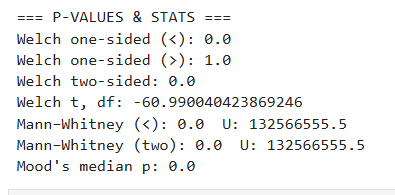 === P-VALUES & STATS ===
Welch one-sided (<): 0.0
Welch one-sided (>): 1.0
Welch two-sided: 0.0
Welch t, df: -60.990040423869246
Mann–Whitney (<): 0.0  U: 132566555.5
Mann–Whitney (two): 0.0  U: 132566555.5
Mood's median p: 0.0